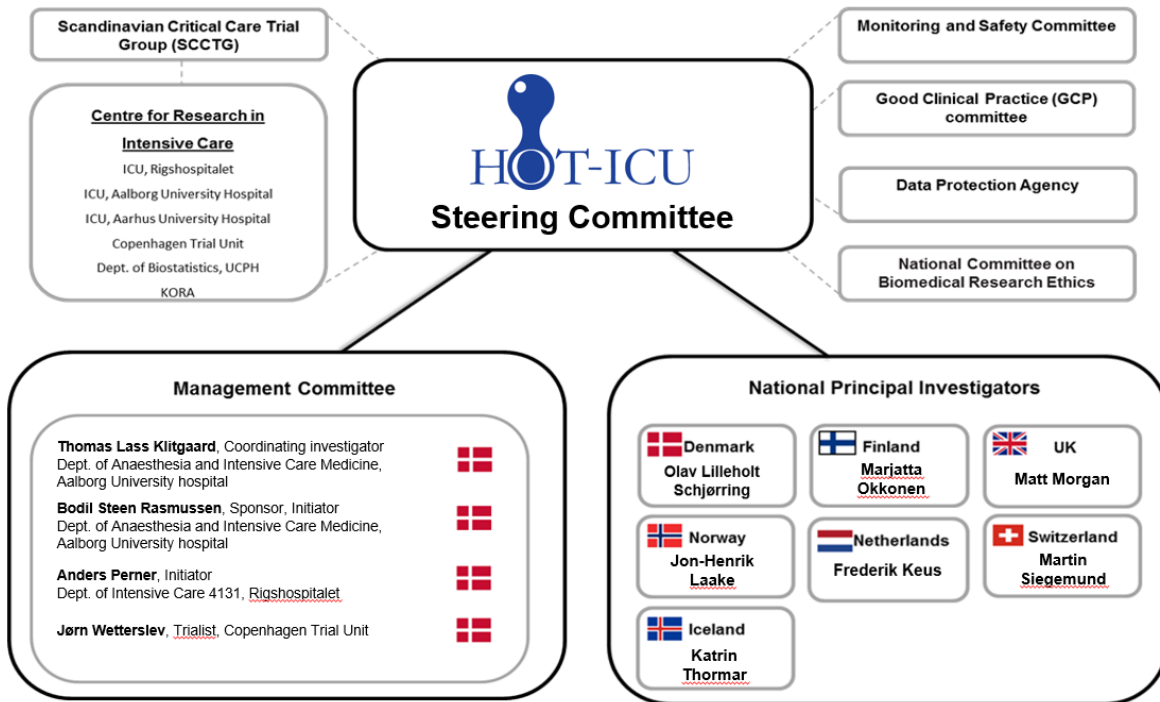 Scandinavian Critical Care Trial
Group (SCCTG)
Centre for Research in
Intensive Care
ICU, Rigshospitalet
ICU, Aalborg University Hospital
ICU, Aarhus University Hospital
Copenhagen Trial Unit
Dept. of Biostatistics, UCPH
KORA
HOT-ICU
Steering Committee
Monitoring and Safety Committee
Good Clinical Practice (GCP)
committee
Data Protection Agency
National Committee on
Biomedical Research Ethics
Management Committee
Thomas Lass Klitgaard, Coordinating investigator
Dept. of Anaesthesia and Intensive Care Medicine,
Aalborg University hospital
Bodil Steen Rasmussen, Sponsor, Initiator
Dept. of Anaesthesia and Intensive Care Medicine,
Aalborg University hospital
Anders Perner, Initiator
Dept. of Intensive Care 4131, Rigshospitalet
Jørn Wetterslev, Trialist, Copenhagen Trial Unit
National Principal Investigators
Denmark
Olav Lilleholt
Schjørring
Finland
Marjatta
Okkonen
UK
Matt Morgan
Norway
Jon-Henrik
Laake
Netherlands
Frederik Keus
Switzerland
Martin
Siegemund
Iceland
Katrin
Thormar